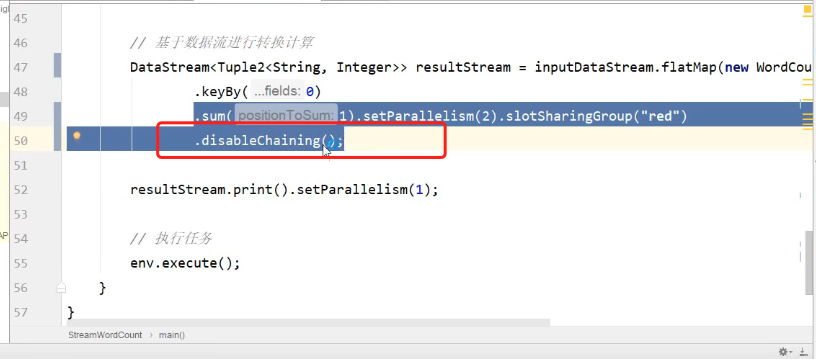 45
46 // 基于数据流进行转换计算
47 DataStream<Tuple2<String, Integer>> resultStream = inputDataStream.flatMap(new WordCou
48 .keyBy( ...fields: 0)
49 .sum( positionToSum: 1).setParallelism(2).slotSharingGroup("red")
50 .disableChaining();
51
52 resultStream.print().setParallelism(1);
53
54 // 执行任务
55 env.execute();
56 }
57 }
StreamWordCount › main()